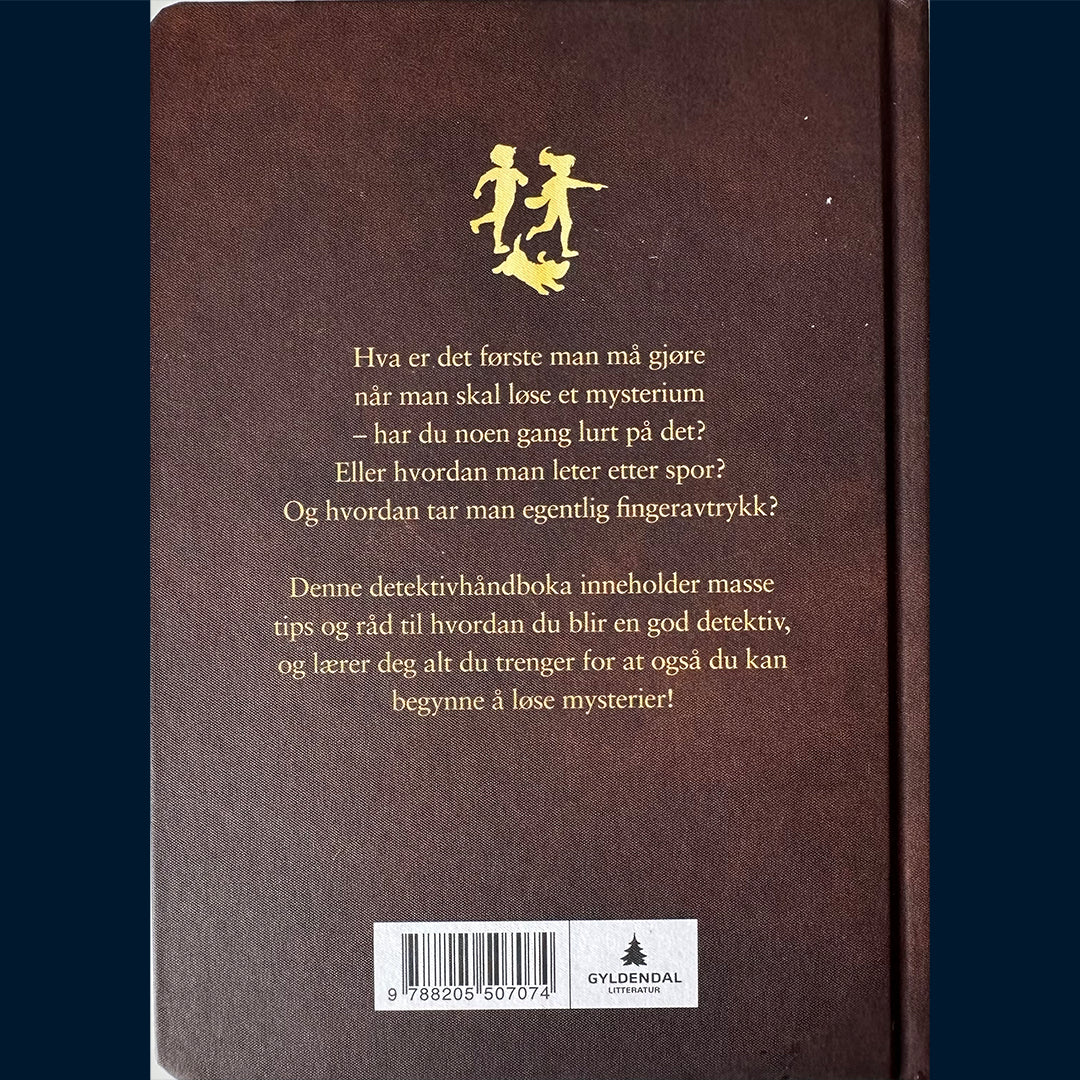 Hva er det første man må gjøre
når man skal løse et mysterium
– har du noen gang lurt på det?
Eller hvordan man leter etter spor?
Og hvordan tar man egentlig fingeravtrykk?
Denne detektivhåndboka inneholder masse
tips og råd til hvordan du blir en god detektiv,
og lærer deg alt du trenger for at også du kan
begynne å løse mysterier!
9 788205 507074
GYLDENDAL
LITTERATUR